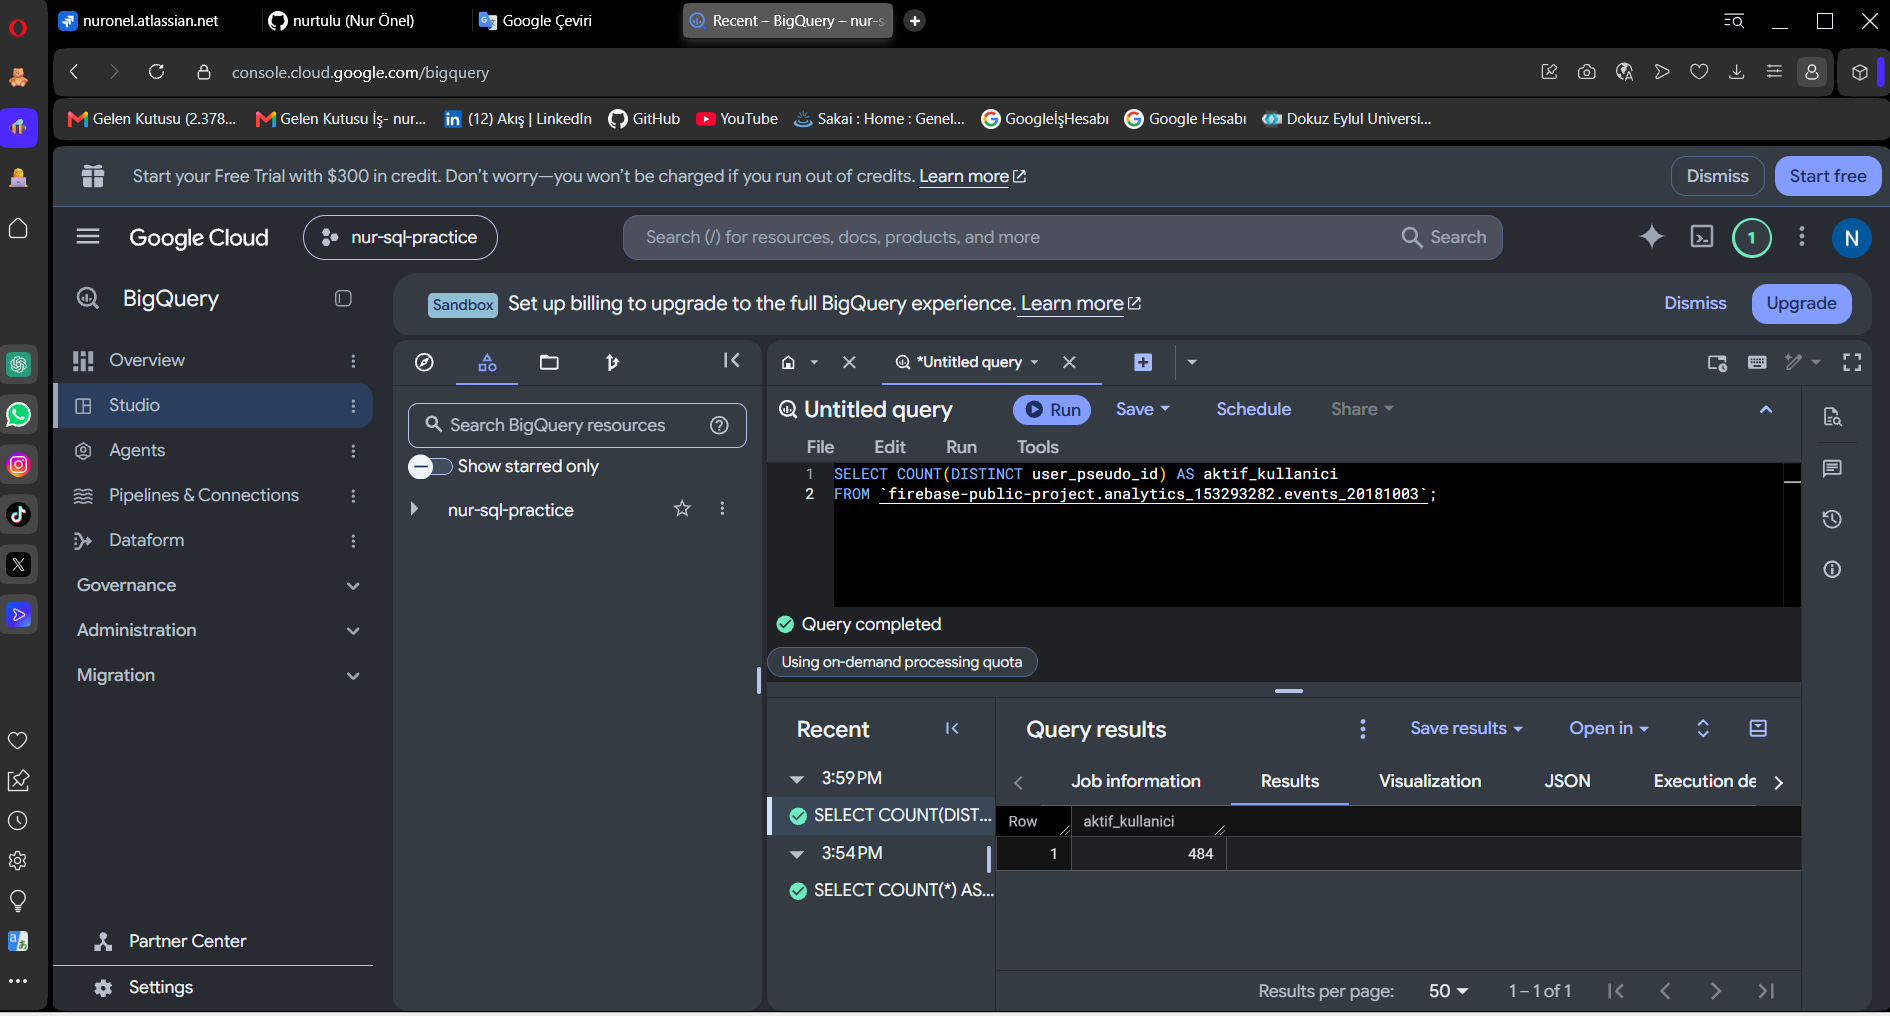 nuronel.atlassian.net
nurtulu (Nur Önel)
Google Çeviri
Recent – BigQuery – nur-s
console.cloud.google.com/bigquery
Gelen Kutusu (2.378...
Gelen Kutusu İş- nur...
(12) Akış | LinkedIn
GitHub
YouTube
Sakai : Home : Genel...
GoogleİşHesabı
Google Hesabı
Dokuz Eylul Universi...
Start your Free Trial with $300 in credit. Don't worry—you won't be charged if you run out of credits. Learn more
Dismiss
Start free
Google Cloud
nur-sql-practice
Search (/) for resources, docs, products, and more
Search
1
N
BigQuery
Sandbox
Set up billing to upgrade to the full BigQuery experience. Learn more
Dismiss
Upgrade
Overview
Studio
Agents
Pipelines & Connections
Dataform
Governance
Administration
Migration
Partner Center
Settings
Search BigQuery resources
Show starred only
nur-sql-practice
*Untitled query
Untitled query
Run
Save
Schedule
Share
File
Edit
Run
Tools
1 SELECT COUNT(DISTINCT user_pseudo_id) AS aktif_kullanici
2 FROM `firebase-public-project.analytics_153293282.events_20181003`;
Query completed
Using on-demand processing quota
Recent
3:59 PM
SELECT COUNT(DIST...
3:54 PM
SELECT COUNT(*) AS...
Query results
Save results
Open in
Job information
Results
Visualization
JSON
Execution de
Row
aktif_kullanici
1
484
Results per page:
50
1 – 1 of 1